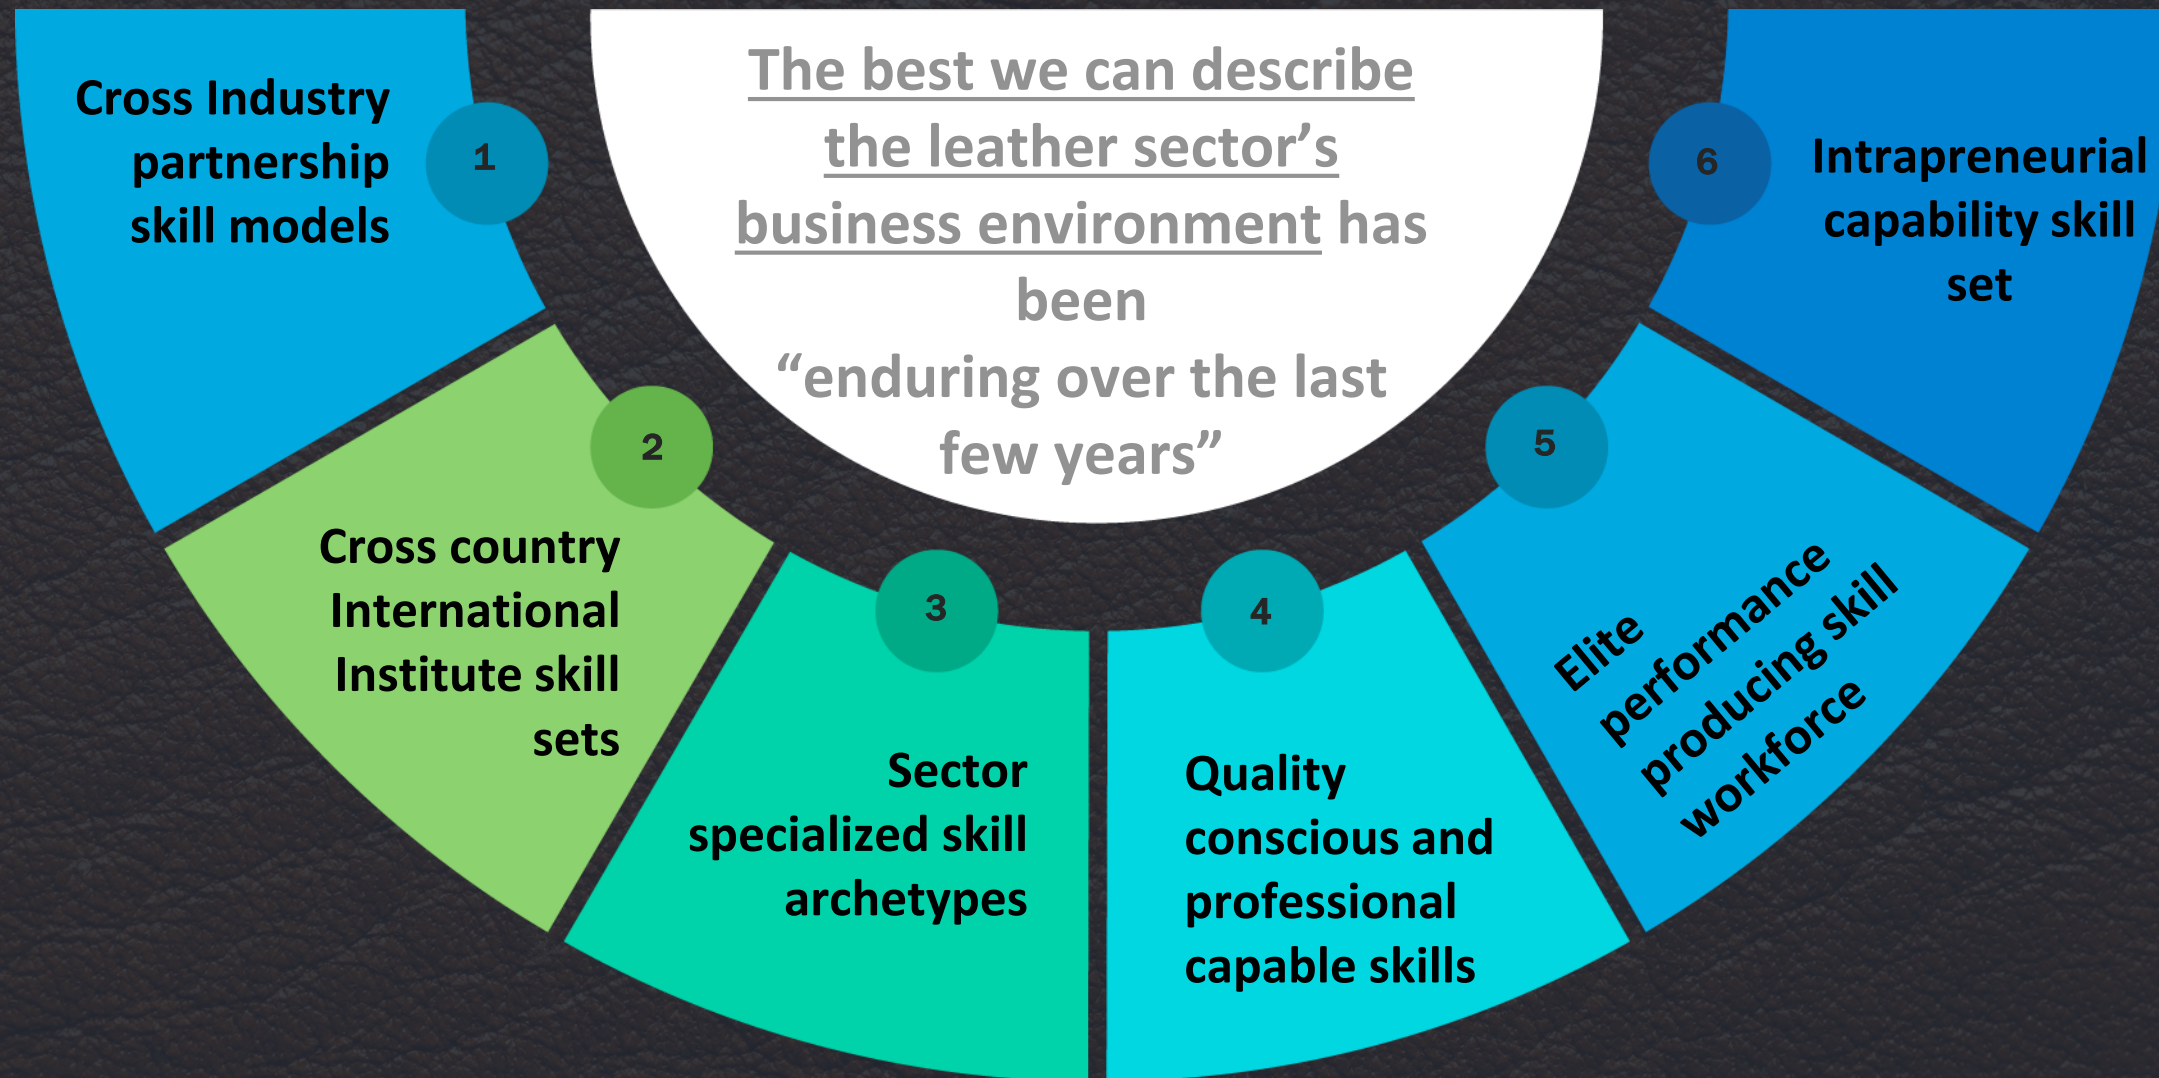 The best we can describe
the leather sector’s
business environment has
been
“enduring over the last
few years”
1
Cross Industry
partnership
skill models
2
Cross country
International
Institute skill
sets
3
Sector
specialized skill
archetypes
4
Quality
conscious and
professional
capable skills
5
Elite
performance
producing skill
workforce
6
Intrapreneurial
capability skill
set